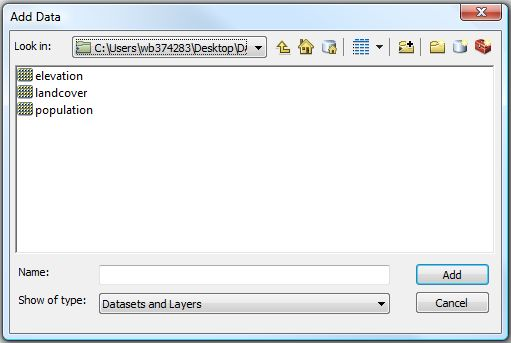 Add Data
Look in: C:\Users\wb374283\Desktop\D
elevation
landcover
population
Name: Add
Show of type: Datasets and Layers Cancel